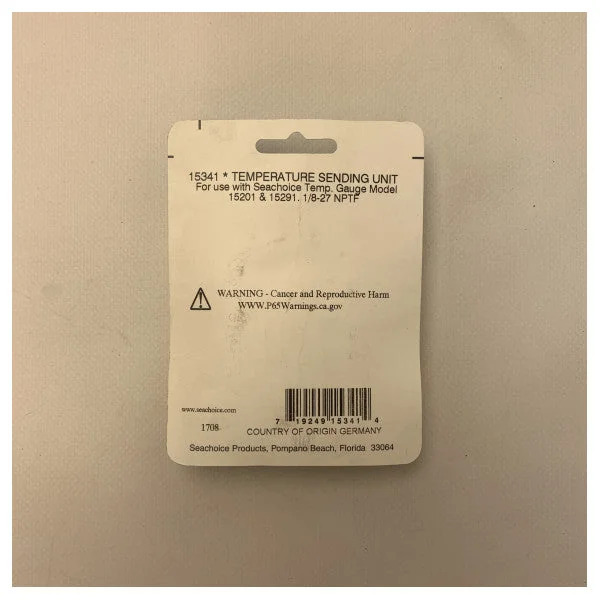 15341 * TEMPERATURE SENDING UNIT
For use with Seachoice Temp. Gauge Model
15201 & 15291. 1/8-27 NPTF
WARNING - Cancer and Reproductive Harm
WWW.P65Warnings.ca.gov
www.seachoice.com
1708
7 19249 15341 4
COUNTRY OF ORIGIN GERMANY
Seachoice Products, Pompano Beach, Florida 33064